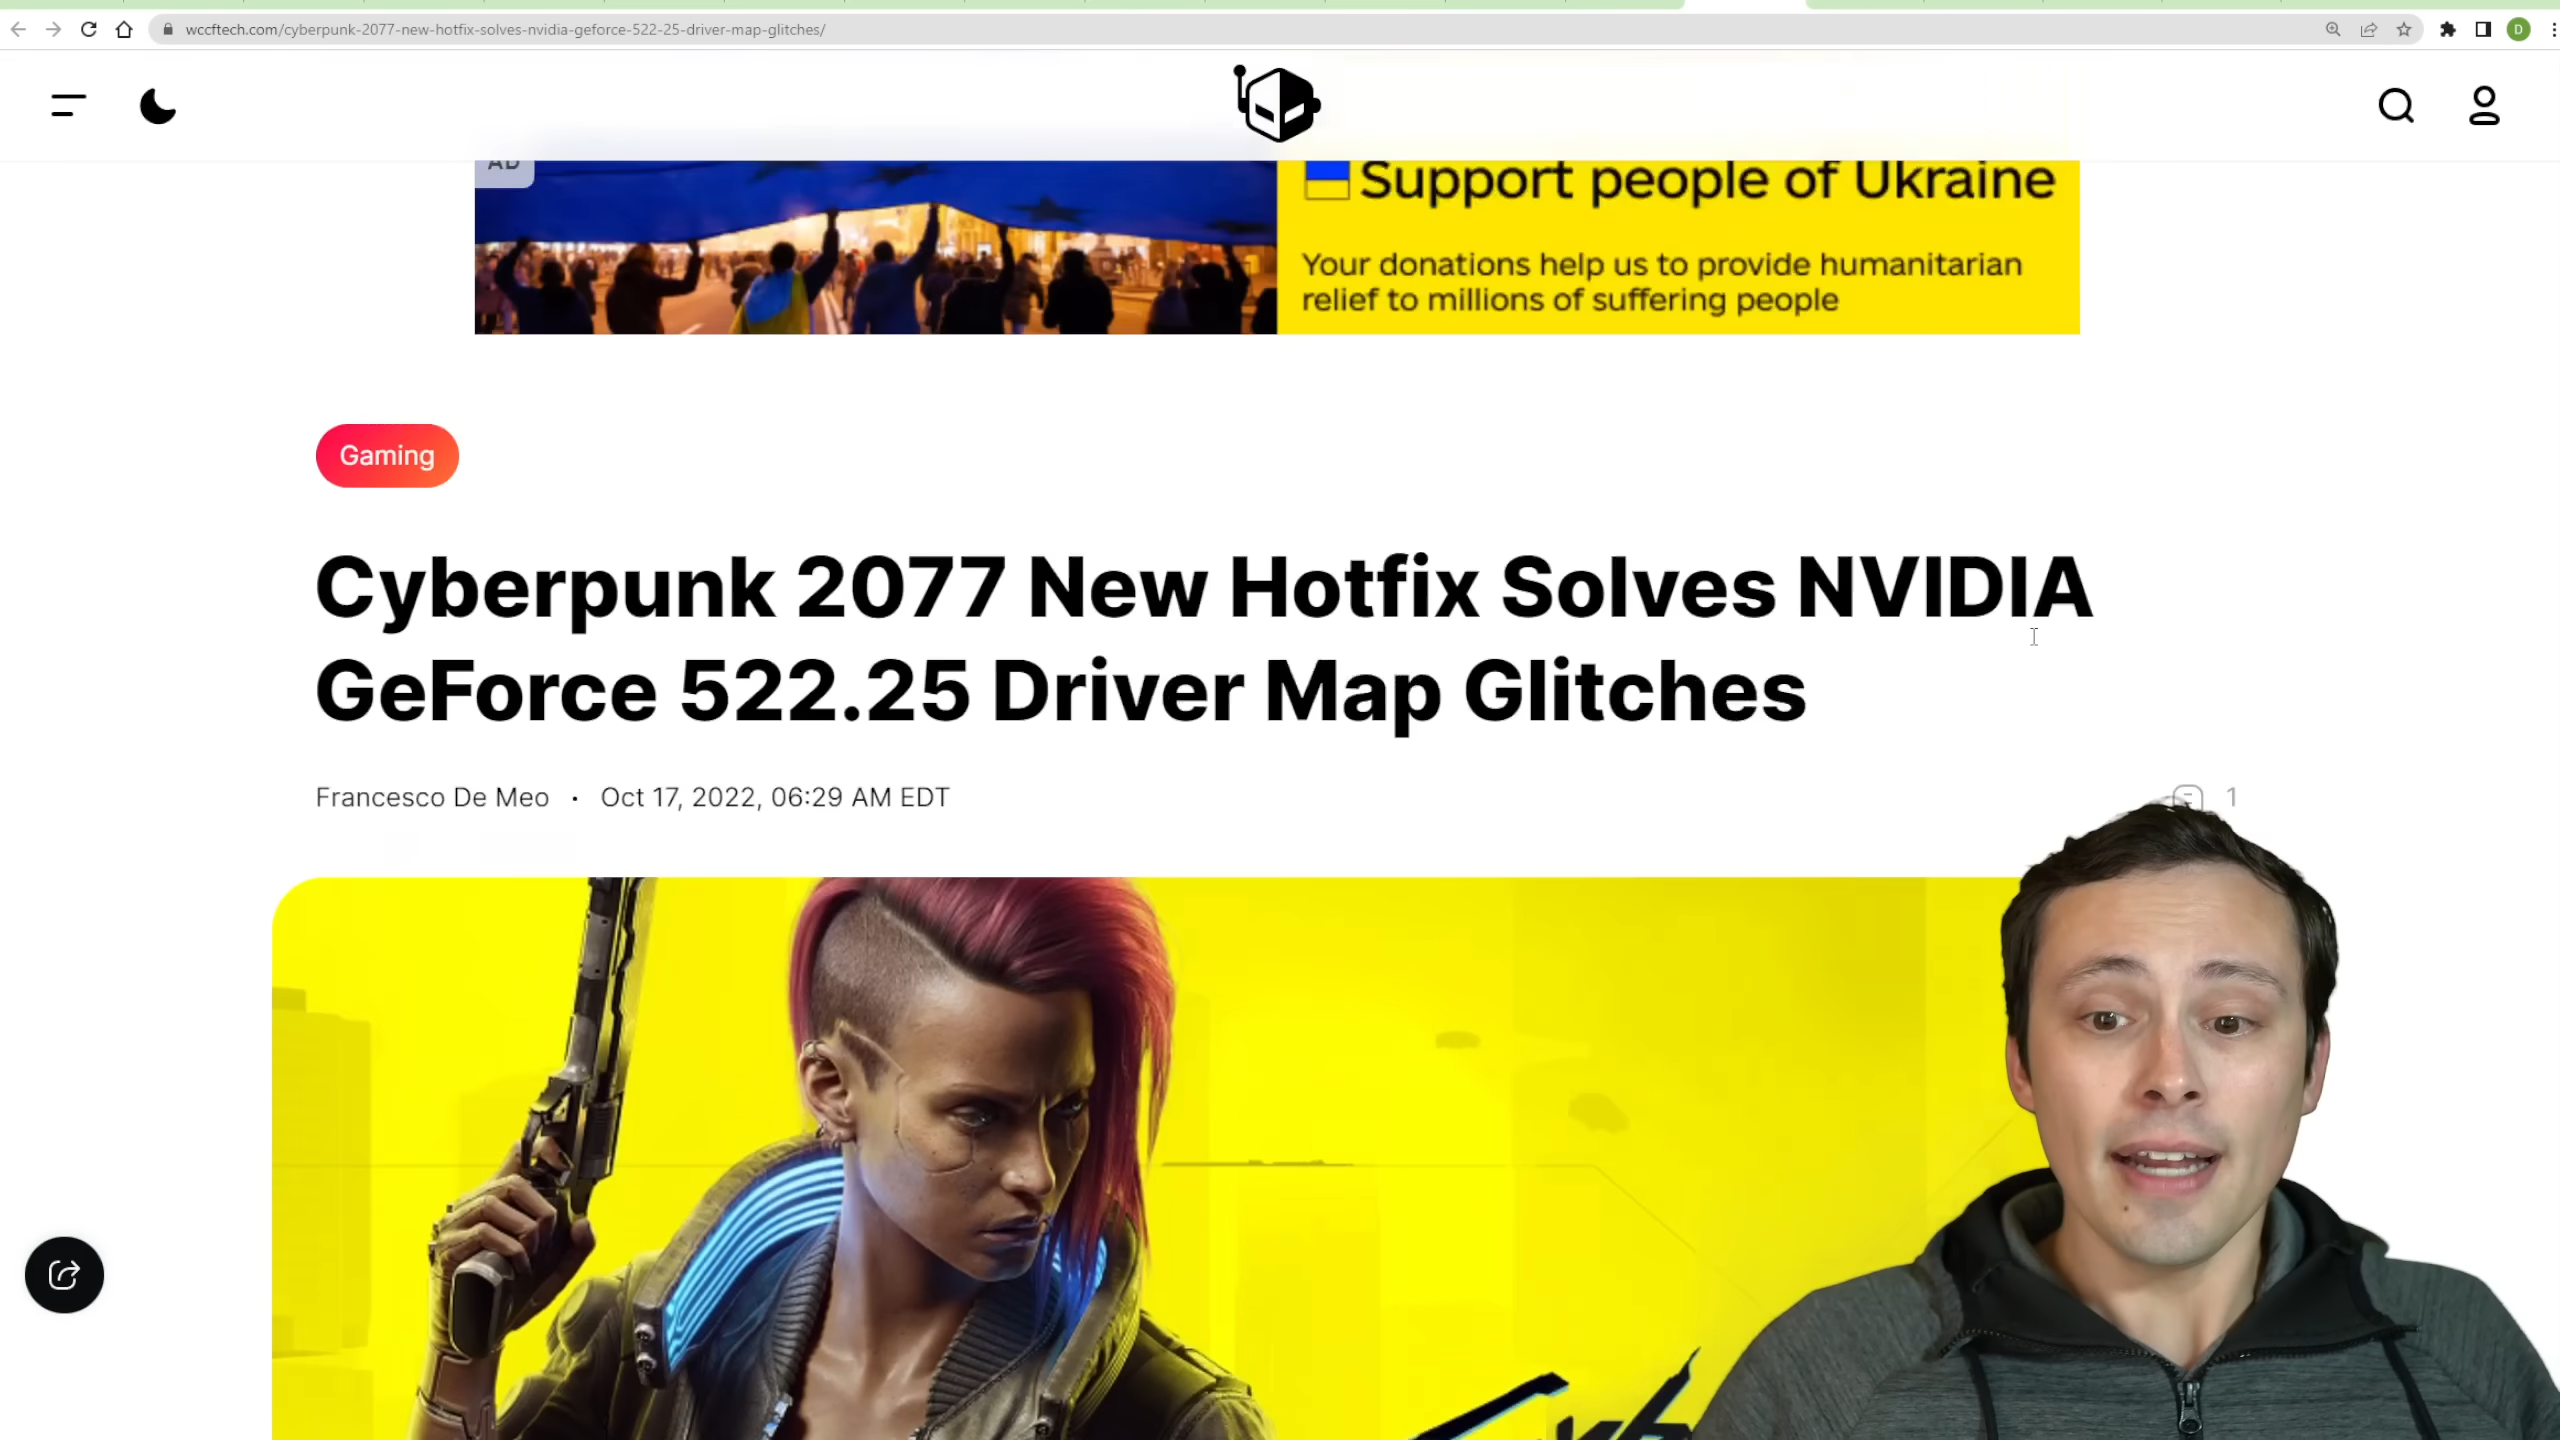 wccftech.com/cyberpunk-2077-new-hotfix-solves-nvidia-geforce-522-25-driver-map-glitches/
D
AD
Support people of Ukraine
Your donations help us to provide humanitarian
relief to millions of suffering people
Gaming
Cyberpunk 2077 New Hotfix Solves NVIDIA
GeForce 522.25 Driver Map Glitches
Francesco De Meo • Oct 17, 2022, 06:29 AM EDT
1